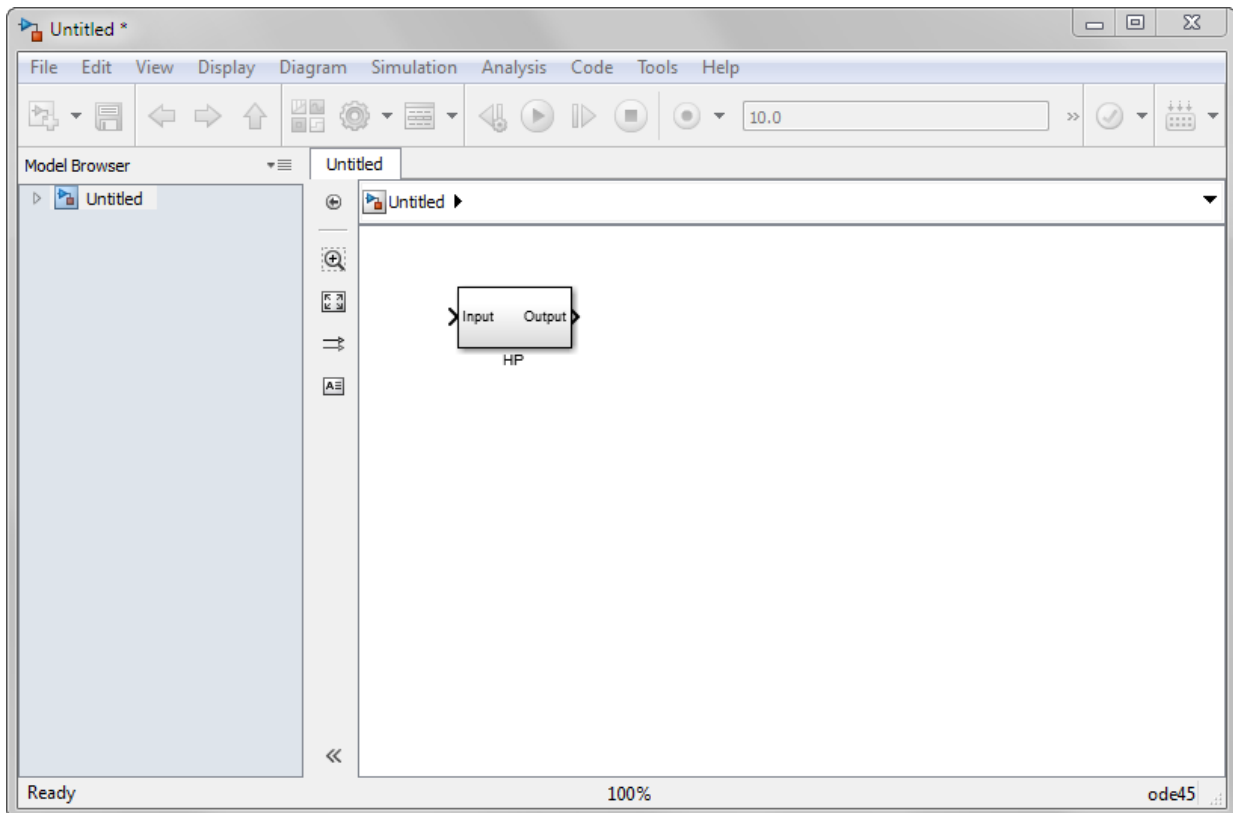 Untitled *
File Edit View Display Diagram Simulation Analysis Code Tools Help
10.0 »
Model Browser
Untitled
Untitled
Untitled
Input Output
HP
Ready 100% ode45